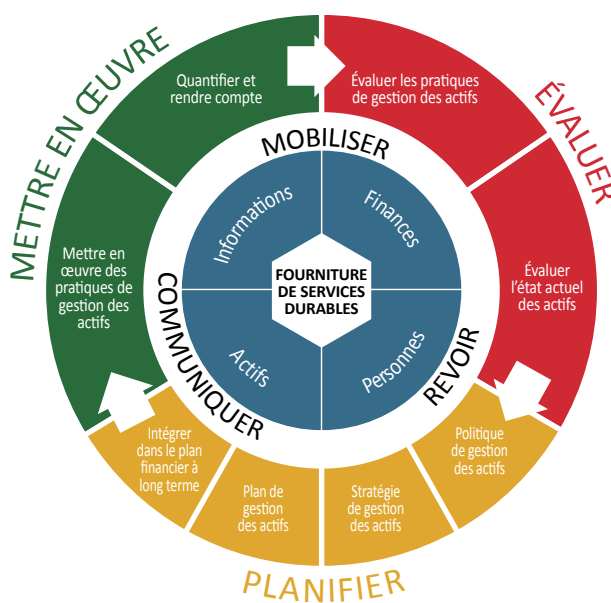 METTRE EN ŒUVRE
Quantifier et
rendre compte
Évaluer les pratiques
de gestion des actifs
ÉVALUER
MOBILISER
Informations
Finances
Mettre en
œuvre des
pratiques de
gestion des
actifs
FOURNITURE
DE SERVICES
DURABLES
Évaluer
l’état actuel
des actifs
COMMUNIQUER
Actifs
Personnes
REVOIR
Intégrer
dans le plan
financier à
long terme
Plan de
gestion
des actifs
Stratégie
de gestion
des actifs
Politique
de gestion
des actifs
PLANIFIER